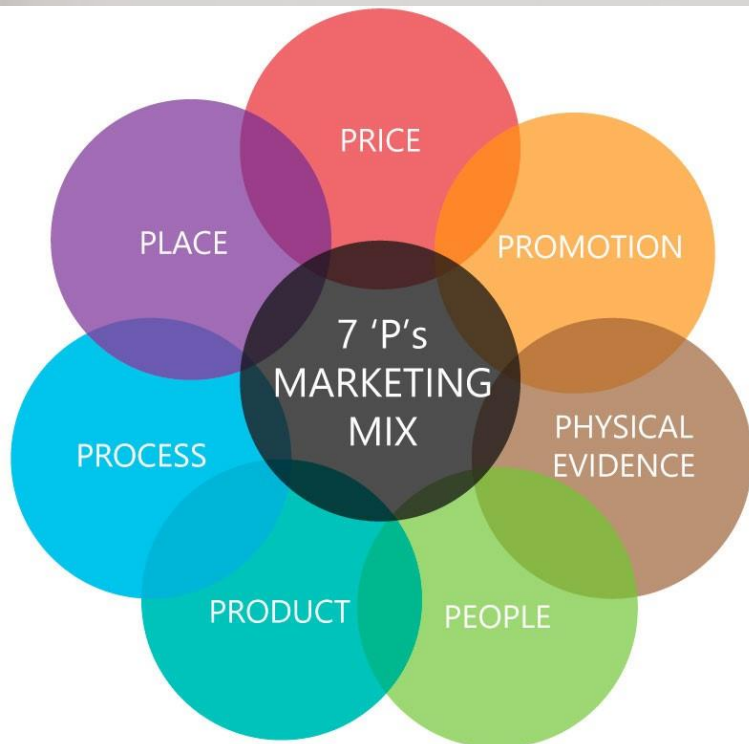 PRICE
PROMOTION
PHYSICAL
EVIDENCE
PEOPLE
PRODUCT
PROCESS
PLACE
7 ‘P’s
MARKETING
MIX